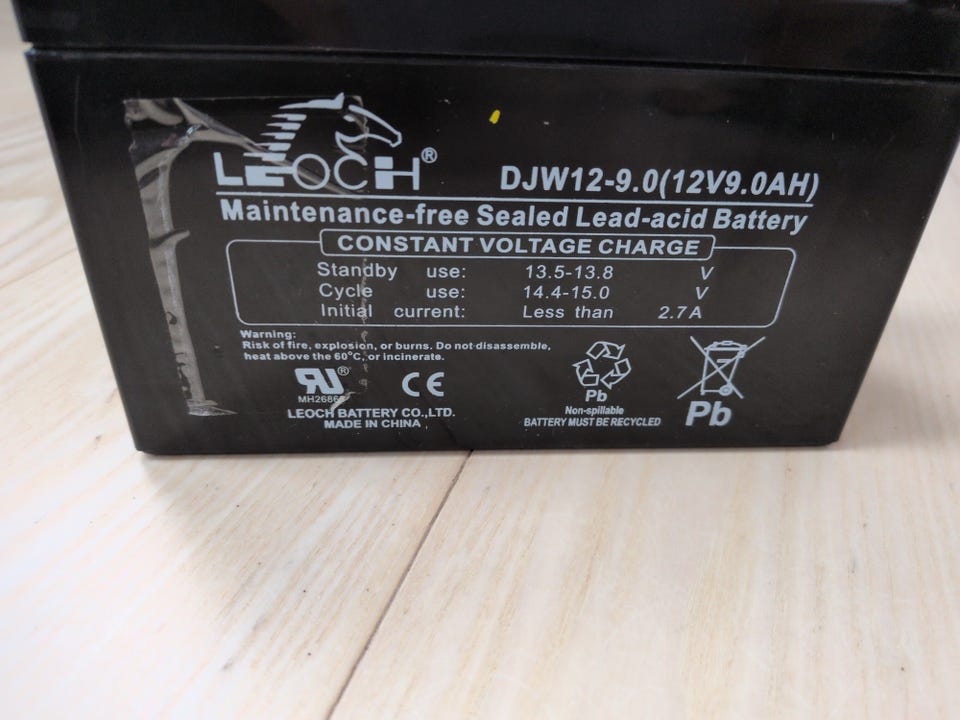 LEOCH®
DJW12-9.0(12V9.0AH)
Maintenance-free Sealed Lead-acid Battery
CONSTANT VOLTAGE CHARGE
Standby use: 13.5-13.8 V
Cycle use: 14.4-15.0 V
Initial current: Less than 2.7A
Warning:
Risk of fire, explosion, or burns. Do not disassemble,
heat above the 60°C, or incinerate.
RU® CE
LEOCH BATTERY CO.,LTD.
MADE IN CHINA
Pb
Non-spillable
BATTERY MUST BE RECYCLED
Pb